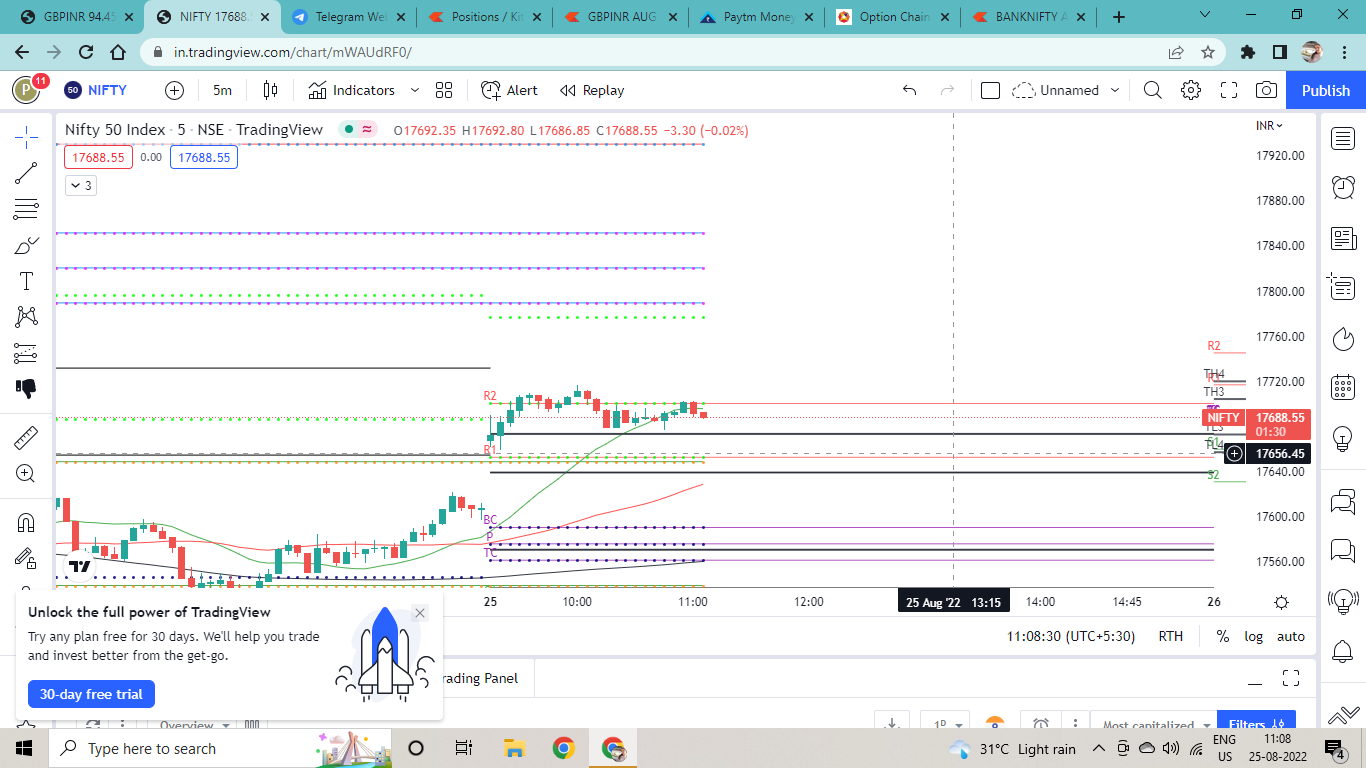 GBPINR 94.45
NIFTY 17688.
Telegram Wel
Positions / Kit
GBPINR AUG
Paytm Money
Option Chain
BANKNIFTY A
in.tradingview.com/chart/mWAUdRF0/
P 11
50 NIFTY
5m
Indicators
Alert
Replay
Unnamed
Publish
Nifty 50 Index · 5 · NSE · TradingView
O17692.35 H17692.80 L17686.85 C17688.55 −3.30 (−0.02%)
INR
17688.55 0.00 17688.55
3
17920.00
17880.00
17840.00
17800.00
17760.00
R2
TH4
17720.00
TH3
R2
NIFTY 17688.55
01:30
R1
17656.45
S2
17640.00
BC
17600.00
P
TC
17560.00
25 10:00 11:00 12:00 25 Aug '22 13:15 14:00 14:45 26
Unlock the full power of TradingView
Try any plan free for 30 days. We'll help you trade
and invest better from the get-go.
30-day free trial
11:08:30 (UTC+5:30) RTH % log auto
rading Panel
Overview
1D
Most capitalized
Filters
Type here to search
31°C Light rain
ENG
US
11:08
25-08-2022
4